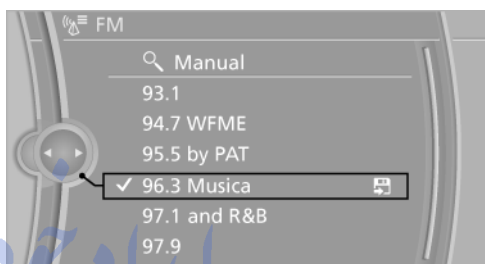 FM
Manual
93.1
94.7 WFME
95.5 by PAT
96.3 Musica
97.1 and R&B
97.9